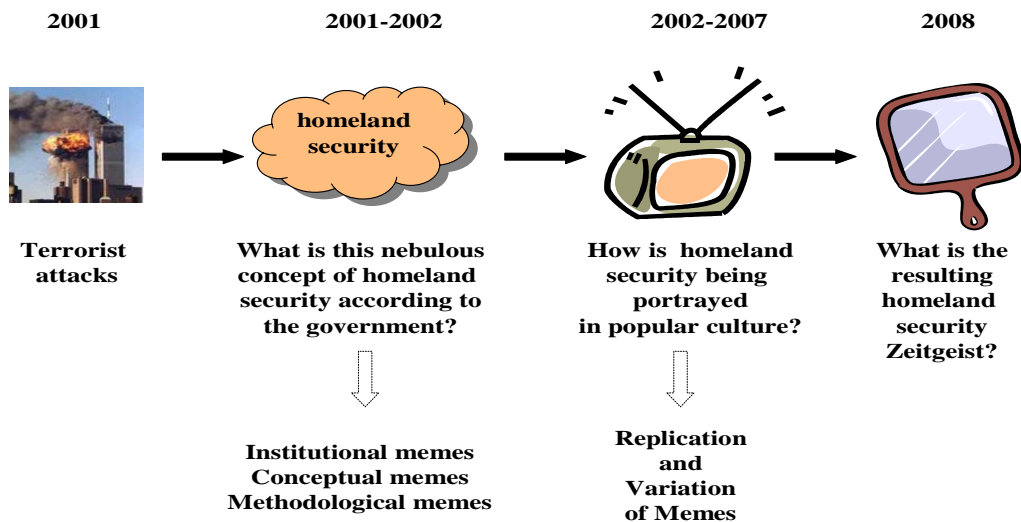 2001
2001-2002
2002-2007
2008
homeland
security
Terrorist
attacks
What is this nebulous
concept of homeland
security according to
the government?
How is homeland
security being
portrayed
in popular culture?
What is the
resulting
homeland
security
Zeitgeist?
Institutional memes
Conceptual memes
Methodological memes
Replication
and
Variation
of Memes